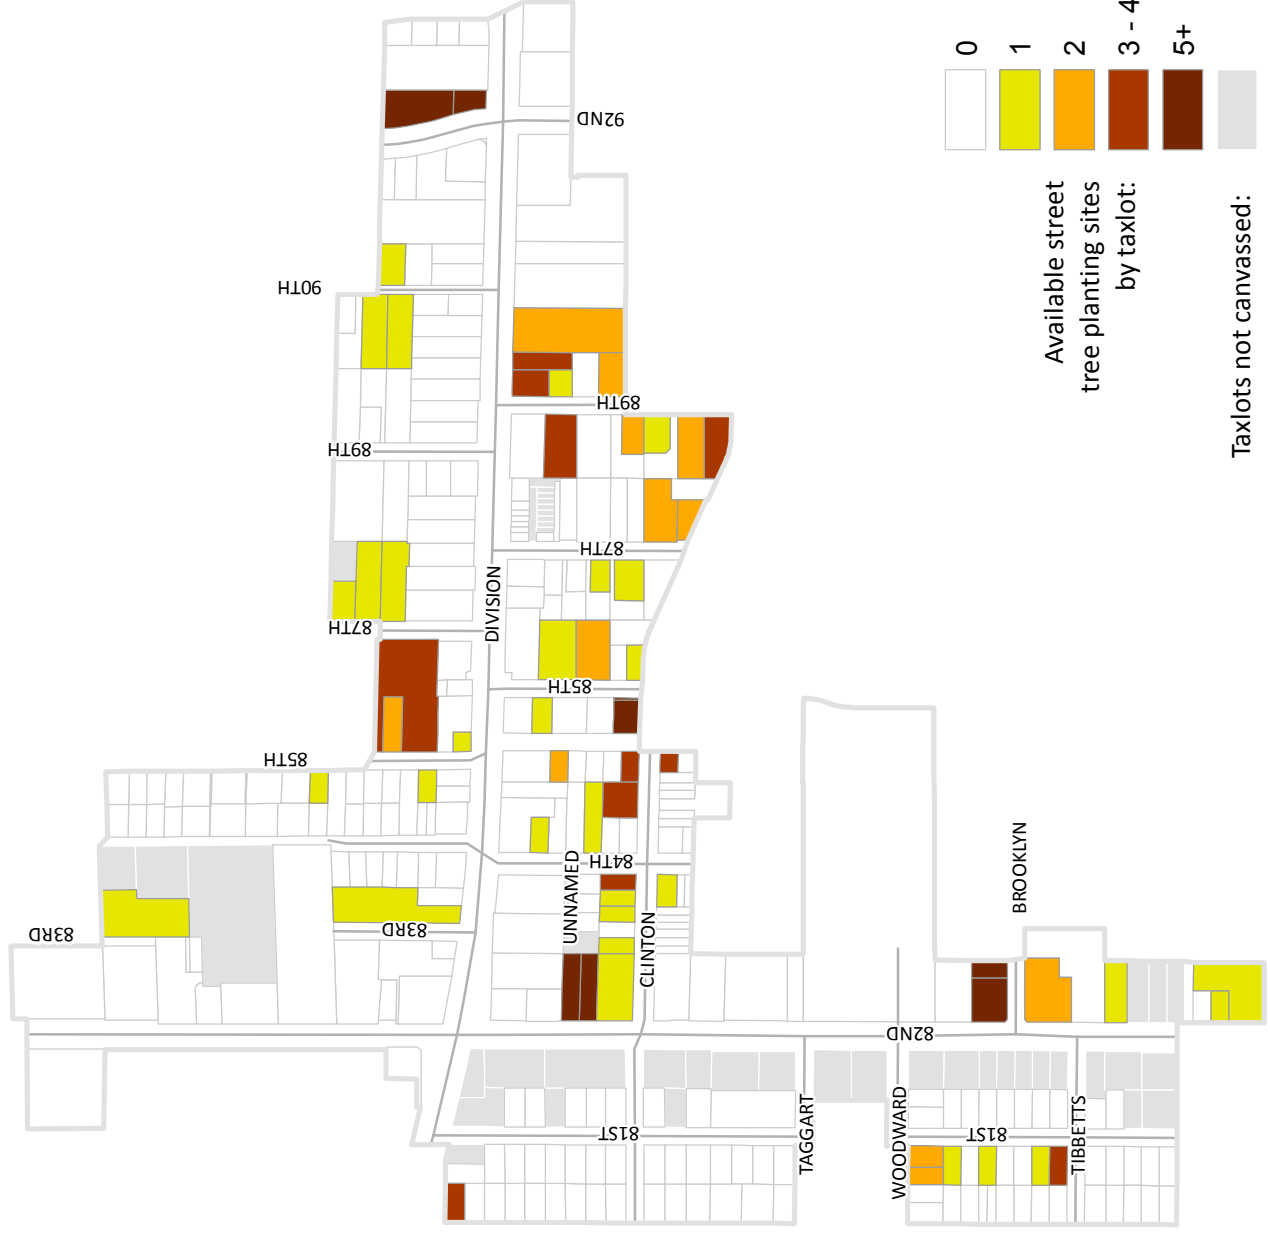 92ND
90TH
89TH
89TH
87TH
87TH
DIVISION
85TH
85TH
84TH
UNNAMED
CLINTON
83RD
83RD
82ND
BROOKLYN
81ST
81ST
TAGGART
WOODWARD
TIBBETTS
Available street
tree planting sites
by taxlot:
0
1
2
3 - 4
5+
Taxlots not canvassed: